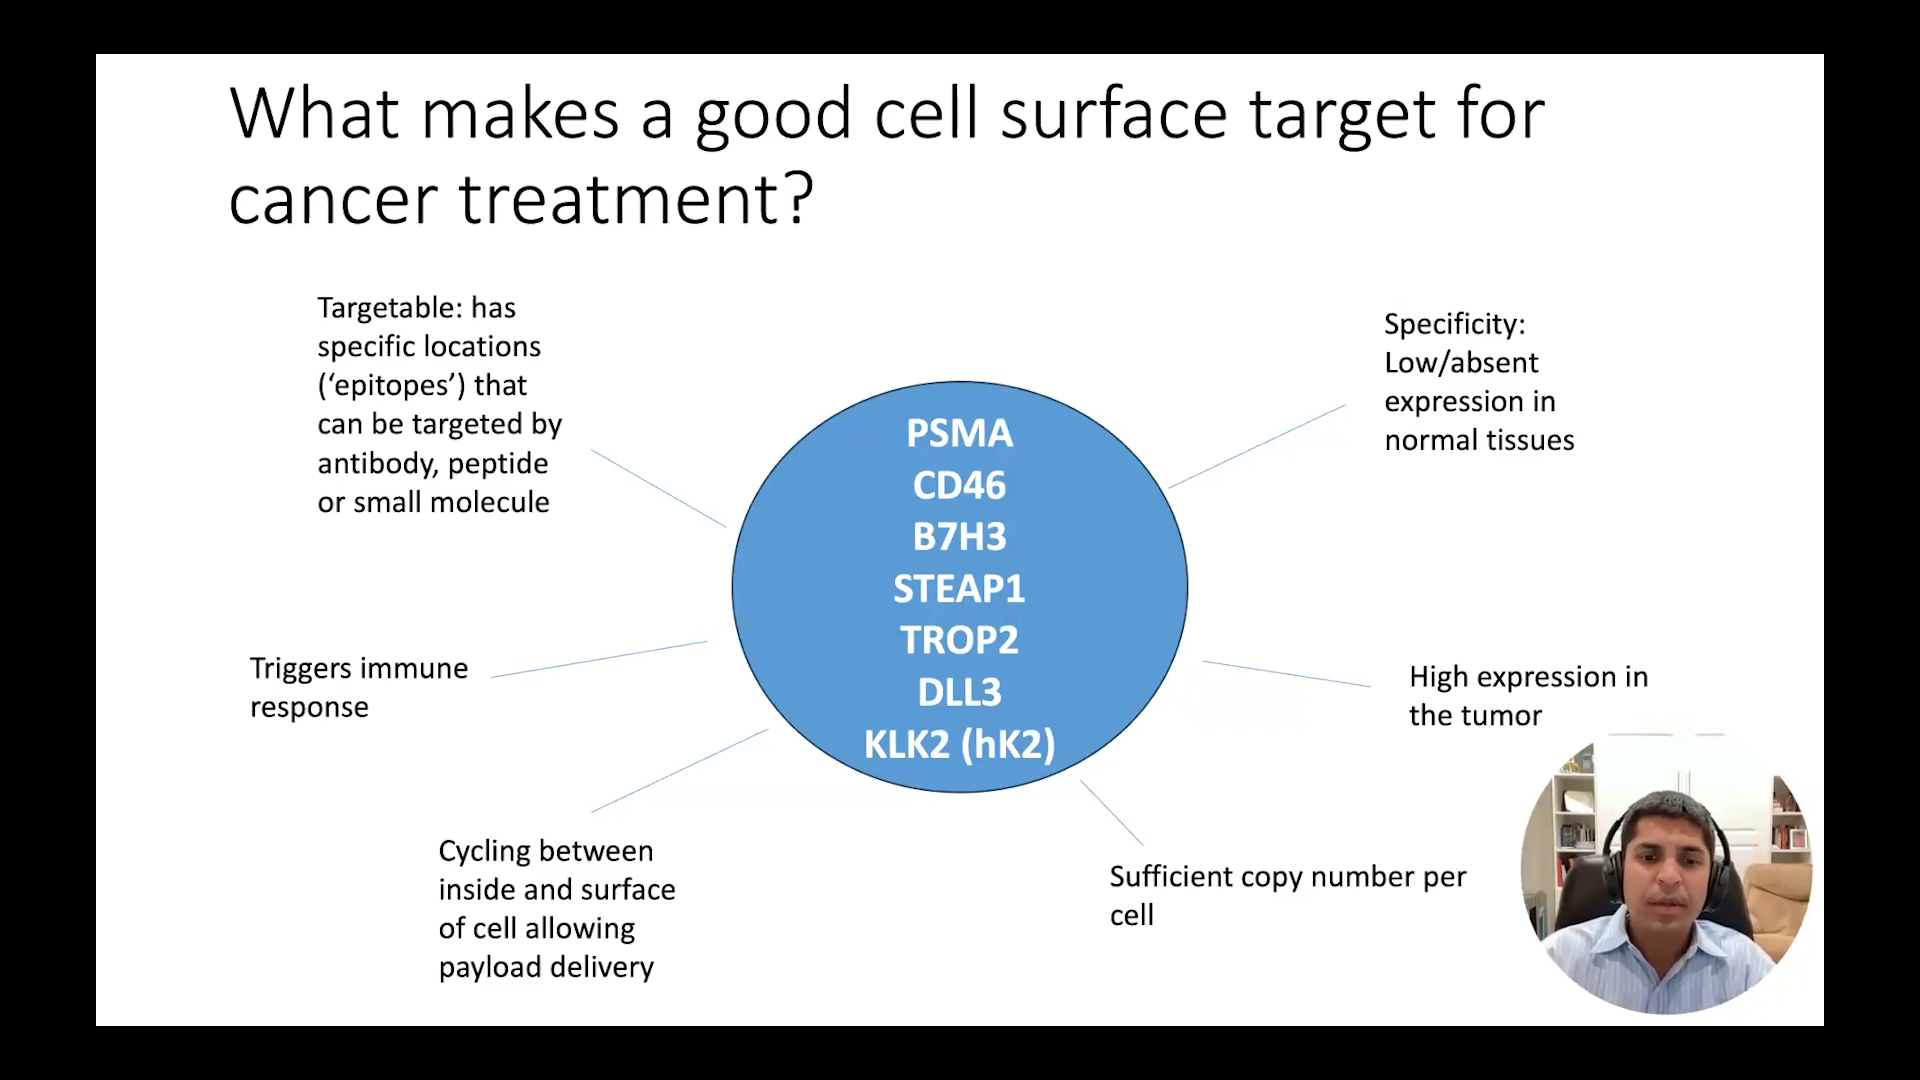 What makes a good cell surface target for
cancer treatment?
Targetable: has
specific locations
(‘epitopes’) that
can be targeted by
antibody, peptide
or small molecule
Specificity:
Low/absent
expression in
normal tissues
PSMA
CD46
B7H3
STEAP1
TROP2
DLL3
KLK2 (hK2)
Triggers immune
response
High expression in
the tumor
Cycling between
inside and surface
of cell allowing
payload delivery
Sufficient copy number per
cell